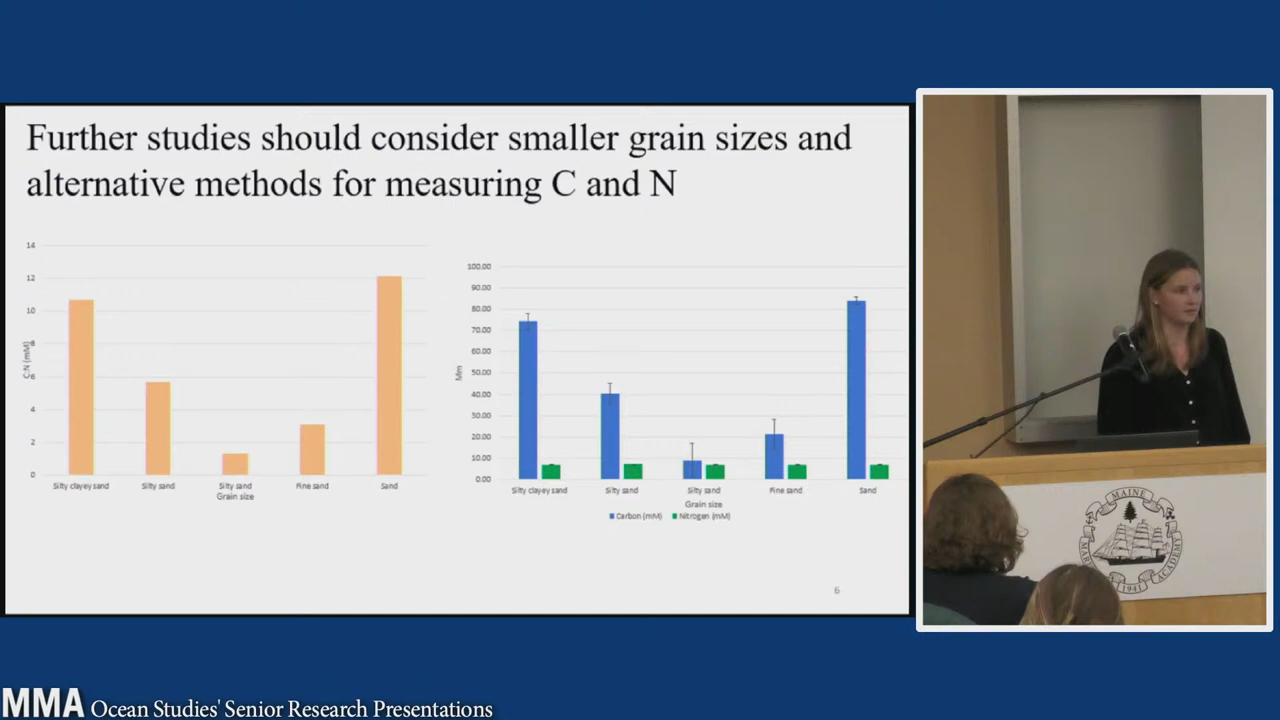 Further studies should consider smaller grain sizes and
alternative methods for measuring C and N
14
12
10
8
6
4
2
0
C:N (mM)
Silty clayey sand
Silty sand
Silty sand
Fine sand
Sand
Grain size
100.00
90.00
80.00
70.00
60.00
50.00
40.00
30.00
20.00
10.00
0.00
Mm
Silty clayey sand
Silty sand
Silty sand
Fine sand
Sand
Grain size
Carbon (mM)
Nitrogen (mM)
6
MAINE
ACADEMY
1941
MMA Ocean Studies' Senior Research Presentations